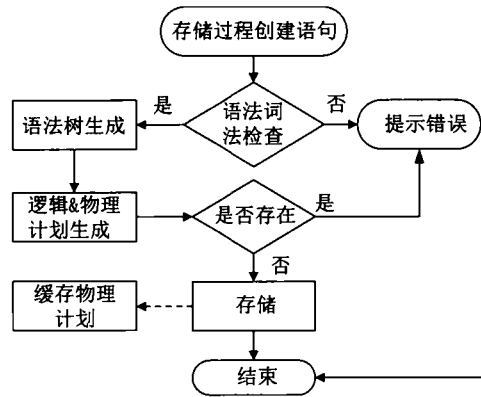 存储过程创建语句
是
语法词
法检查
否
语法树生成
提示错误
逻辑&物理
计划生成
是否存在
是
否
缓存物理
计划
存储
结束